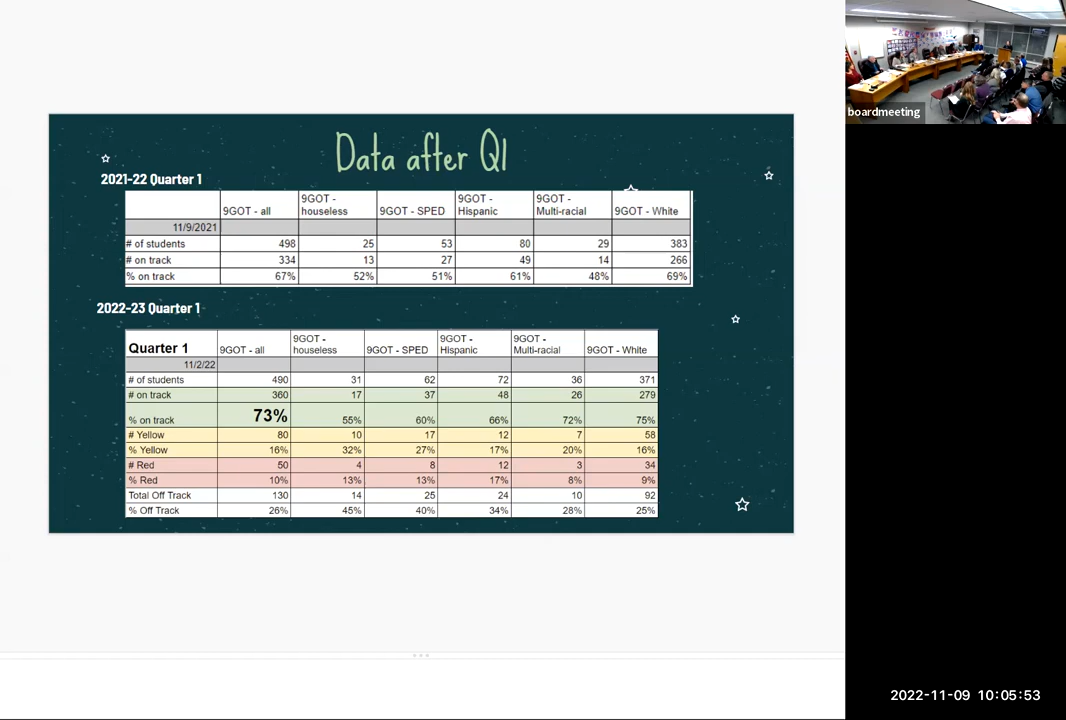 boardmeeting
Data after Q1
2021-22 Quarter 1
9GOT - all 9GOT - houseless 9GOT - SPED 9GOT - Hispanic 9GOT - Multi-racial 9GOT - White
11/9/2021
# of students 498 25 53 80 29 383
# on track 334 13 27 49 14 266
% on track 67% 52% 51% 61% 48% 69%
2022-23 Quarter 1
Quarter 1 9GOT - all 9GOT - houseless 9GOT - SPED 9GOT - Hispanic 9GOT - Multi-racial 9GOT - White
11/2/22
# of students 490 31 62 72 36 371
# on track 360 17 37 48 26 279
% on track 73% 55% 60% 66% 72% 75%
# Yellow 80 10 17 12 7 58
% Yellow 16% 32% 27% 17% 20% 16%
# Red 50 4 8 12 3 34
% Red 10% 13% 13% 17% 8% 9%
Total Off Track 130 14 25 24 10 92
% Off Track 26% 45% 40% 34% 28% 25%
2022-11-09 10:05:53